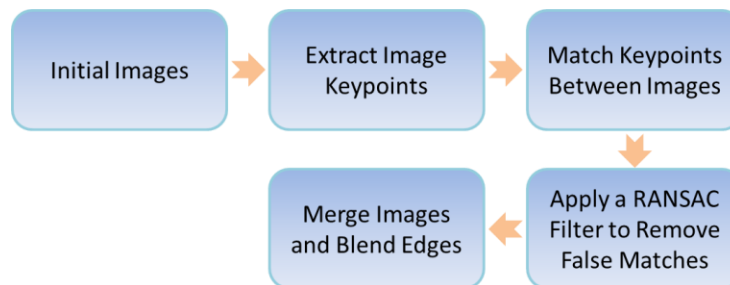 Initial Images
Extract Image
Keypoints
Match Keypoints
Between Images
Apply a RANSAC
Filter to Remove
False Matches
Merge Images
and Blend Edges